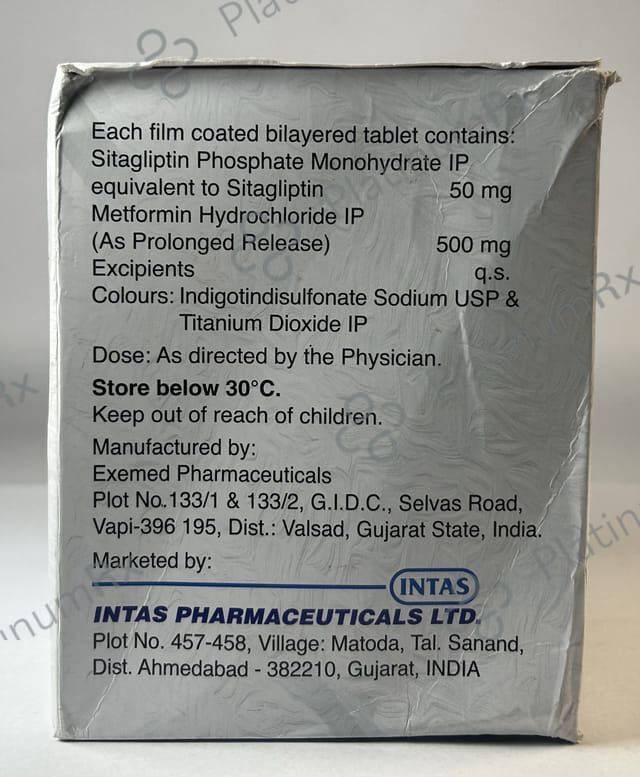 Each film coated bilayered tablet contains:
Sitagliptin Phosphate Monohydrate IP
equivalent to Sitagliptin 50 mg
Metformin Hydrochloride IP
(As Prolonged Release) 500 mg
Excipients q.s.
Colours: Indigotindisulfonate Sodium USP &
Titanium Dioxide IP
Dose: As directed by the Physician.
Store below 30°C.
Keep out of reach of children.
Manufactured by:
Exemed Pharmaceuticals
Plot No.133/1 & 133/2, G.I.D.C., Selvas Road,
Vapi-396 195, Dist.: Valsad, Gujarat State, India.
Marketed by:
INTAS
INTAS PHARMACEUTICALS LTD.
Plot No. 457-458, Village: Matoda, Tal. Sanand,
Dist. Ahmedabad - 382210, Gujarat, INDIA